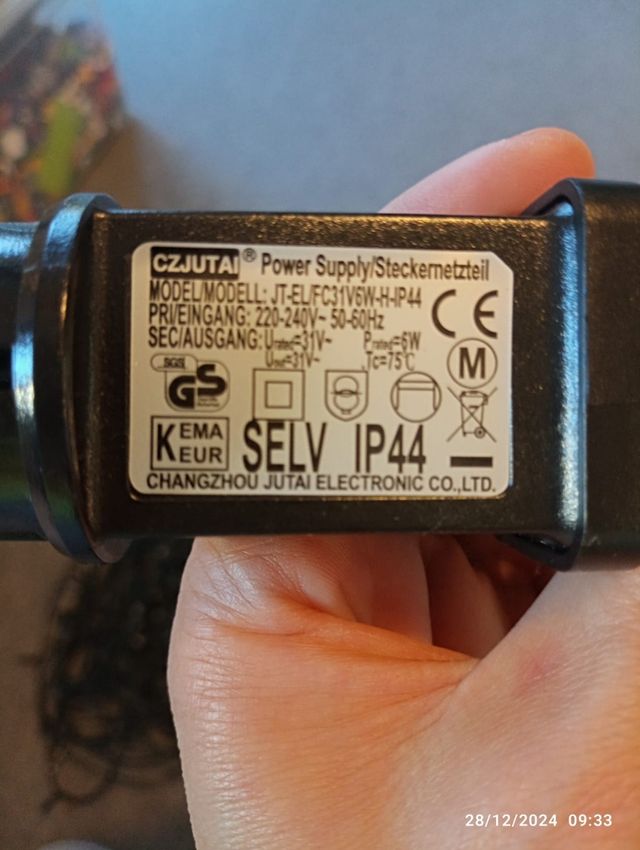 CZJUTAI ® Power Supply/Steckernetzteil
MODEL/MODELL: JT-EL/FC31V6W-H-IP44
PRI/EINGANG: 220-240V~ 50-60Hz
SEC/AUSGANG: Urated=31V~ Prated=6W
Uout=31V~ .Tc=75℃
CE
M
SGS
GS
KEMA
KEUR
SELV IP44
CHANGZHOU JUTAI ELECTRONIC CO.,LTD.
28/12/2024 09:33